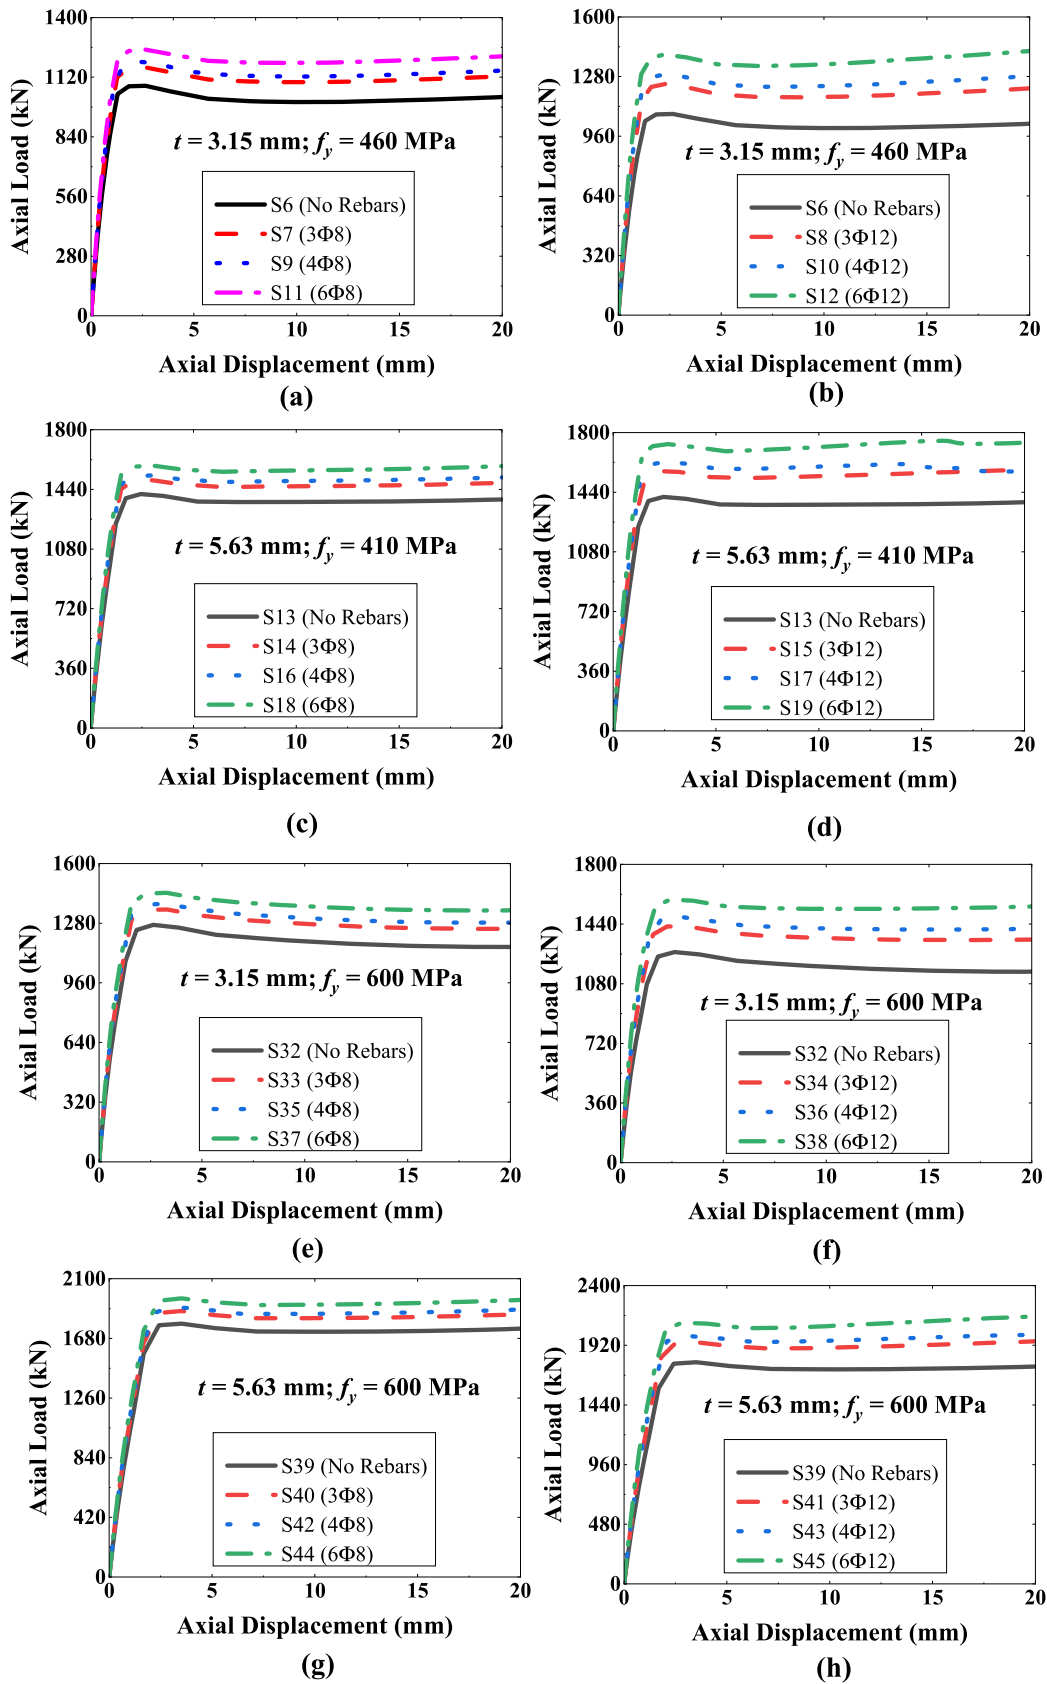 1400
1120
840
560
280
0
Axial Load (kN)
t = 3.15 mm; fy = 460 MPa
S6 (No Rebars)
S7 (3Φ8)
S9 (4Φ8)
S11 (6Φ8)
0 5 10 15 20
Axial Displacement (mm)
(a)
1600
1280
960
640
320
0
Axial Load (kN)
t = 3.15 mm; fy = 460 MPa
S6 (No Rebars)
S8 (3Φ12)
S10 (4Φ12)
S12 (6Φ12)
0 5 10 15 20
Axial Displacement (mm)
(b)
1800
1440
1080
720
360
0
Axial Load (kN)
t = 5.63 mm; fy = 410 MPa
S13 (No Rebars)
S14 (3Φ8)
S16 (4Φ8)
S18 (6Φ8)
0 5 10 15 20
Axial Displacement (mm)
(c)
1800
1440
1080
720
360
0
Axial Load (kN)
t = 5.63 mm; fy = 410 MPa
S13 (No Rebars)
S15 (3Φ12)
S17 (4Φ12)
S19 (6Φ12)
0 5 10 15 20
Axial Displacement (mm)
(d)
1600
1280
960
640
320
0
Axial Load (kN)
t = 3.15 mm; fy = 600 MPa
S32 (No Rebars)
S33 (3Φ8)
S35 (4Φ8)
S37 (6Φ8)
0 5 10 15 20
Axial Displacement (mm)
(e)
1800
1440
1080
720
360
0
Axial Load (kN)
t = 3.15 mm; fy = 600 MPa
S32 (No Rebars)
S34 (3Φ12)
S36 (4Φ12)
S38 (6Φ12)
0 5 10 15 20
Axial Displacement (mm)
(f)
2100
1680
1260
840
420
0
Axial Load (kN)
t = 5.63 mm; fy = 600 MPa
S39 (No Rebars)
S40 (3Φ8)
S42 (4Φ8)
S44 (6Φ8)
0 5 10 15 20
Axial Displacement (mm)
(g)
2400
1920
1440
960
480
0
Axial Load (kN)
t = 5.63 mm; fy = 600 MPa
S39 (No Rebars)
S41 (3Φ12)
S43 (4Φ12)
S45 (6Φ12)
0 5 10 15 20
Axial Displacement (mm)
(h)